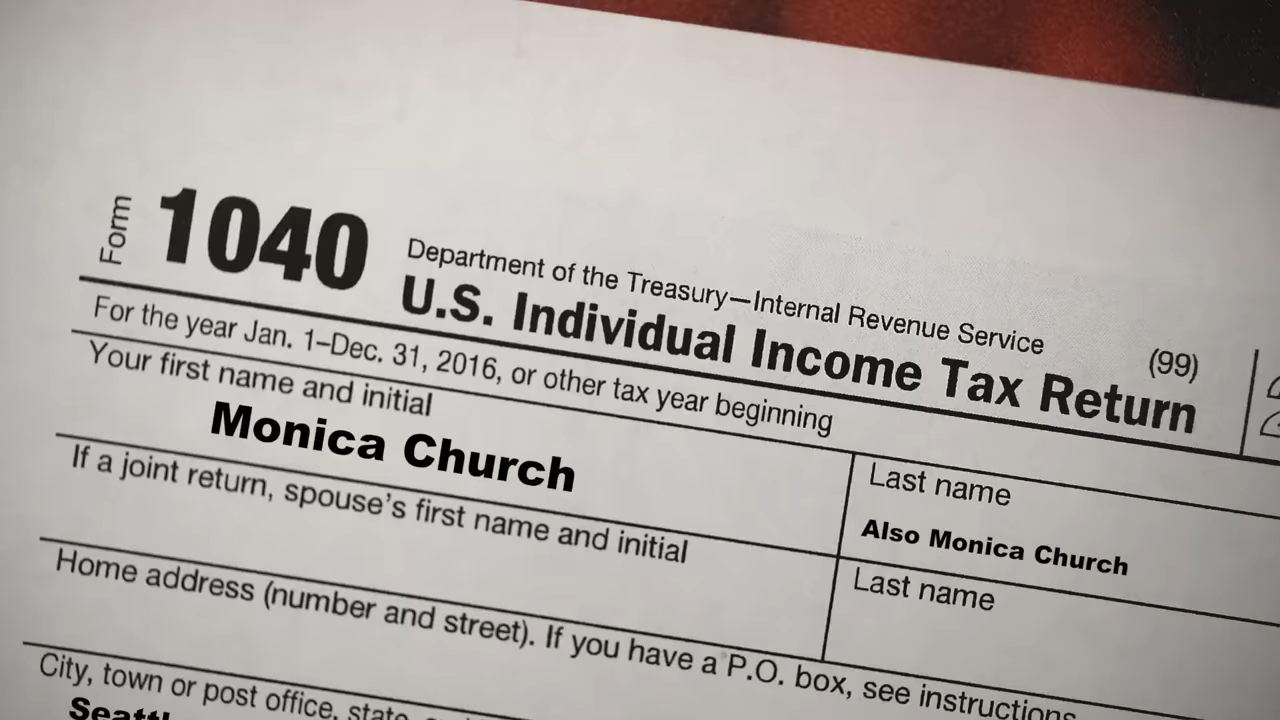 Form 1040
Department of the Treasury—Internal Revenue Service
U.S. Individual Income Tax Return
(99)
For the year Jan. 1–Dec. 31, 2016, or other tax year beginning
Your first name and initial
Monica Church
Last name
Also Monica Church
If a joint return, spouse's first name and initial
Last name
Home address (number and street). If you have a P.O. box, see instructions.
City, town or post office, state,